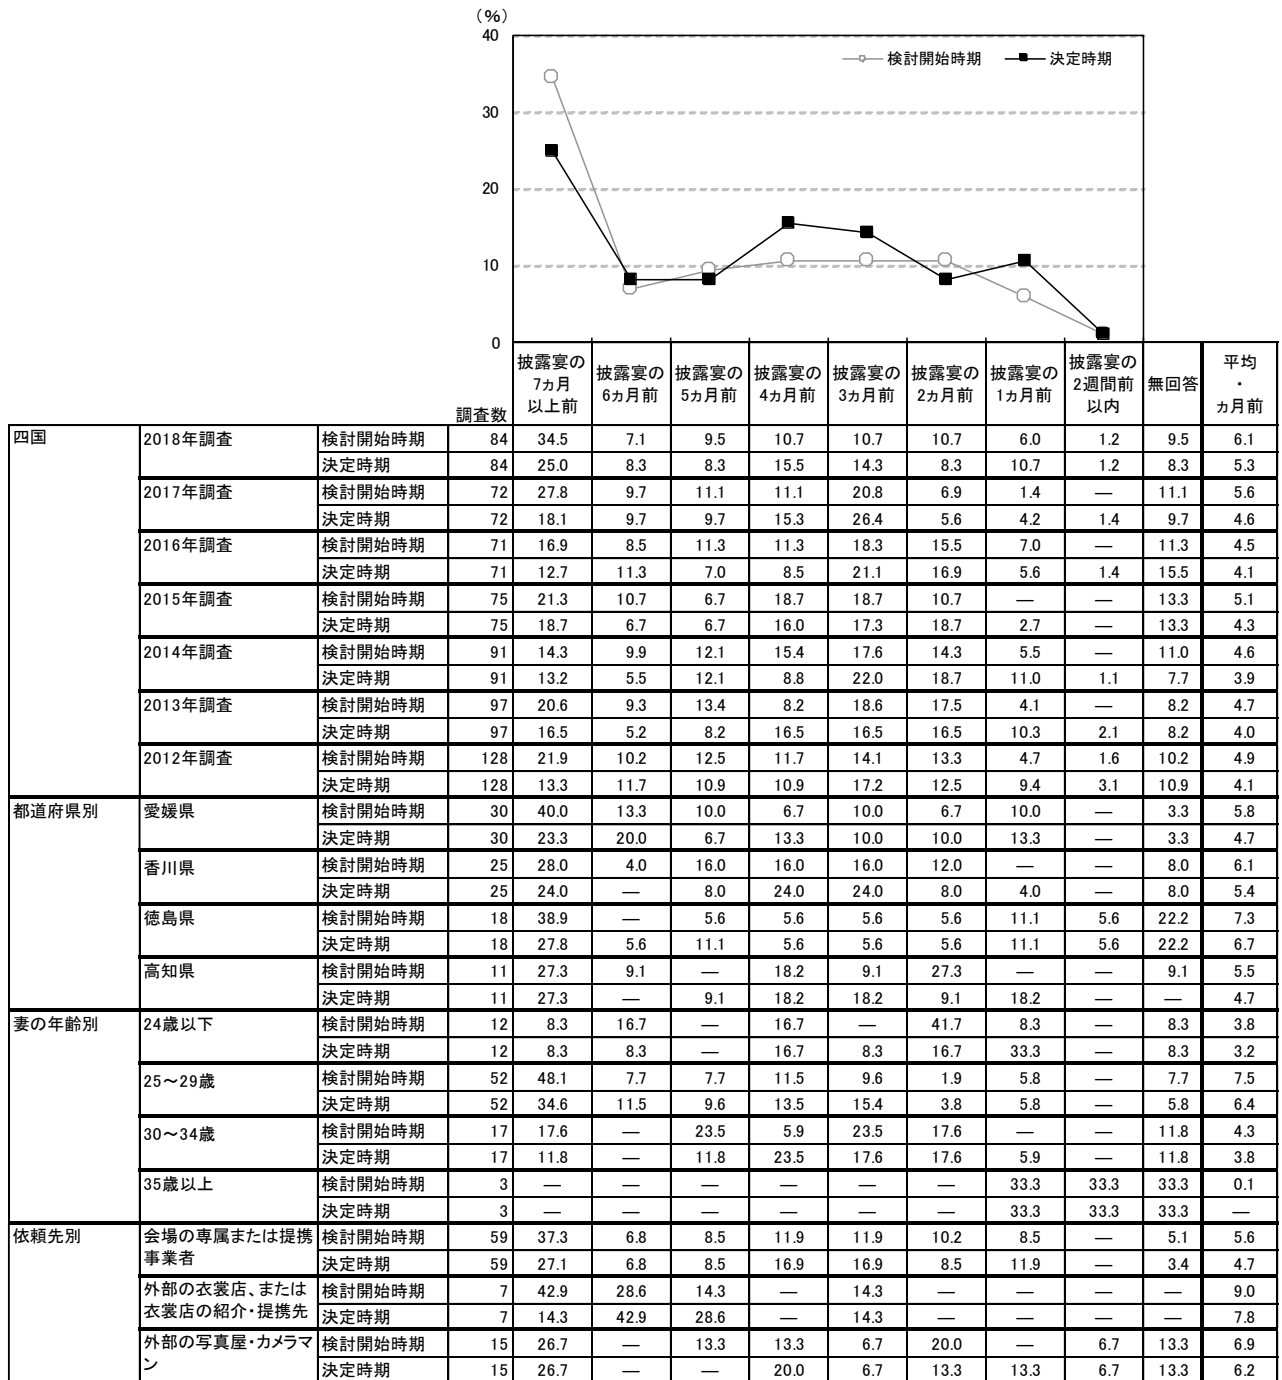 （％）
40
30
20
10
0
検討開始時期 決定時期
調査数 披露宴の7ヵ月以上前 披露宴の6ヵ月前 披露宴の5ヵ月前 披露宴の4ヵ月前 披露宴の3ヵ月前 披露宴の2ヵ月前 披露宴の1ヵ月前 披露宴の2週間前以内 無回答 平均・ヵ月前
四国 2018年調査 検討開始時期 84 34.5 7.1 9.5 10.7 10.7 10.7 6.0 1.2 9.5 6.1
決定時期 84 25.0 8.3 8.3 15.5 14.3 8.3 10.7 1.2 8.3 5.3
2017年調査 検討開始時期 72 27.8 9.7 11.1 11.1 20.8 6.9 1.4 — 11.1 5.6
決定時期 72 18.1 9.7 9.7 15.3 26.4 5.6 4.2 1.4 9.7 4.6
2016年調査 検討開始時期 71 16.9 8.5 11.3 11.3 18.3 15.5 7.0 — 11.3 4.5
決定時期 71 12.7 11.3 7.0 8.5 21.1 16.9 5.6 1.4 15.5 4.1
2015年調査 検討開始時期 75 21.3 10.7 6.7 18.7 18.7 10.7 — — 13.3 5.1
決定時期 75 18.7 6.7 6.7 16.0 17.3 18.7 2.7 — 13.3 4.3
2014年調査 検討開始時期 91 14.3 9.9 12.1 15.4 17.6 14.3 5.5 — 11.0 4.6
決定時期 91 13.2 5.5 12.1 8.8 22.0 18.7 11.0 1.1 7.7 3.9
2013年調査 検討開始時期 97 20.6 9.3 13.4 8.2 18.6 17.5 4.1 — 8.2 4.7
決定時期 97 16.5 5.2 8.2 16.5 16.5 16.5 10.3 2.1 8.2 4.0
2012年調査 検討開始時期 128 21.9 10.2 12.5 11.7 14.1 13.3 4.7 1.6 10.2 4.9
決定時期 128 13.3 11.7 10.9 10.9 17.2 12.5 9.4 3.1 10.9 4.1
都道府県別 愛媛県 検討開始時期 30 40.0 13.3 10.0 6.7 10.0 6.7 10.0 — 3.3 5.8
決定時期 30 23.3 20.0 6.7 13.3 10.0 10.0 13.3 — 3.3 4.7
香川県 検討開始時期 25 28.0 4.0 16.0 16.0 16.0 12.0 — — 8.0 6.1
決定時期 25 24.0 — 8.0 24.0 24.0 8.0 4.0 — 8.0 5.4
徳島県 検討開始時期 18 38.9 — 5.6 5.6 5.6 5.6 11.1 5.6 22.2 7.3
決定時期 18 27.8 5.6 11.1 5.6 5.6 5.6 11.1 5.6 22.2 6.7
高知県 検討開始時期 11 27.3 9.1 — 18.2 9.1 27.3 — — 9.1 5.5
決定時期 11 27.3 — 9.1 18.2 18.2 9.1 18.2 — — 4.7
妻の年齢別 24歳以下 検討開始時期 12 8.3 16.7 — 16.7 — 41.7 8.3 — 8.3 3.8
決定時期 12 8.3 8.3 — 16.7 8.3 16.7 33.3 — 8.3 3.2
25～29歳 検討開始時期 52 48.1 7.7 7.7 11.5 9.6 1.9 5.8 — 7.7 7.5
決定時期 52 34.6 11.5 9.6 13.5 15.4 3.8 5.8 — 5.8 6.4
30～34歳 検討開始時期 17 17.6 — 23.5 5.9 23.5 17.6 — — 11.8 4.3
決定時期 17 11.8 — 11.8 23.5 17.6 17.6 5.9 — 11.8 3.8
35歳以上 検討開始時期 3 — — — — — — 33.3 33.3 33.3 0.1
決定時期 3 — — — — — — 33.3 33.3 33.3 —
依頼先別 会場の専属または提携事業者 検討開始時期 59 37.3 6.8 8.5 11.9 11.9 10.2 8.5 — 5.1 5.6
決定時期 59 27.1 6.8 8.5 16.9 16.9 8.5 11.9 — 3.4 4.7
外部の衣裳店、または衣裳店の紹介・提携先 検討開始時期 7 42.9 28.6 14.3 — 14.3 — — — — 9.0
決定時期 7 14.3 42.9 28.6 — 14.3 — — — — 7.8
外部の写真屋・カメラマン 検討開始時期 15 26.7 — 13.3 13.3 6.7 20.0 — 6.7 13.3 6.9
決定時期 15 26.7 — — 20.0 6.7 13.3 13.3 6.7 13.3 6.2